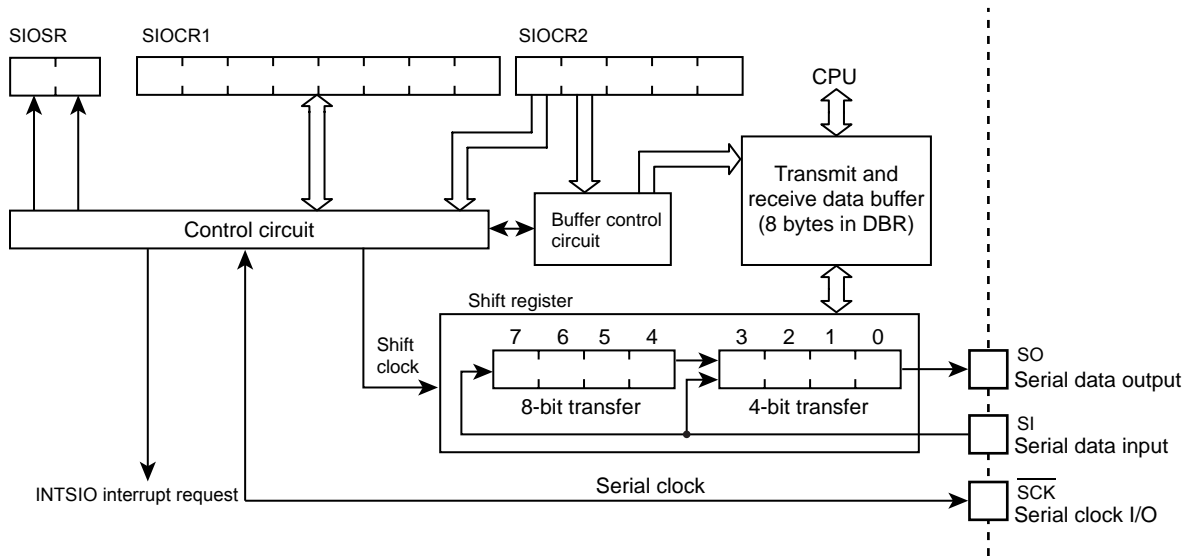 SIOSR
SIOCR1
SIOCR2
CPU
Transmit and
receive data buffer
(8 bytes in DBR)
Control circuit
Buffer control
circuit
Shift register
7 6 5 4 3 2 1 0
Shift
clock
8-bit transfer
4-bit transfer
SO
Serial data output
SI
Serial data input
INTSIO interrupt request
Serial clock
S̅C̅K̅
Serial clock I/O